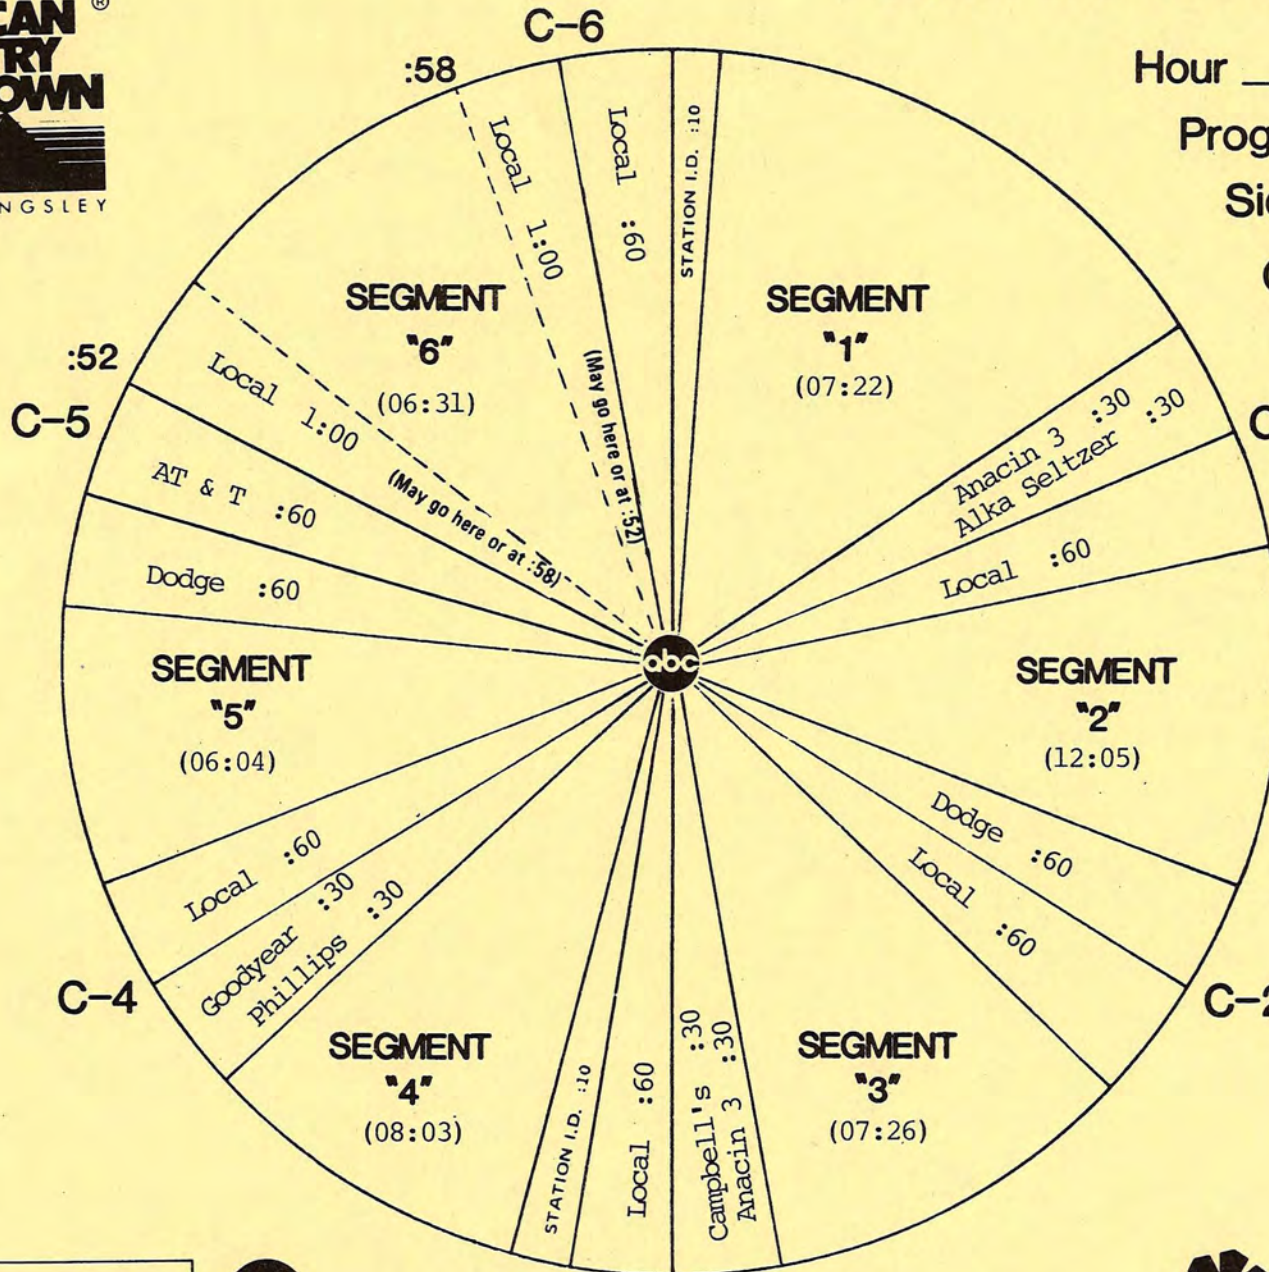 C-6
:58
Hour
STATION I.D. :10
Local :60
Local 1:00
(May go here or at :52)
SEGMENT
"6"
(06:31)
SEGMENT
"1"
(07:22)
:52
C-5
Local 1:00
(May go here or at :58)
AT & T :60
Dodge :60
Anacin 3 :30
Alka Seltzer :30
Local :60
abc
SEGMENT
"5"
(06:04)
SEGMENT
"2"
(12:05)
Dodge :60
Local :60
Local :60
Goodyear :30
Phillips :30
C-4
C-2
SEGMENT
"4"
(08:03)
STATION I.D. :10
Local :60
Campbell's :30
Anacin 3 :30
SEGMENT
"3"
(07:26)